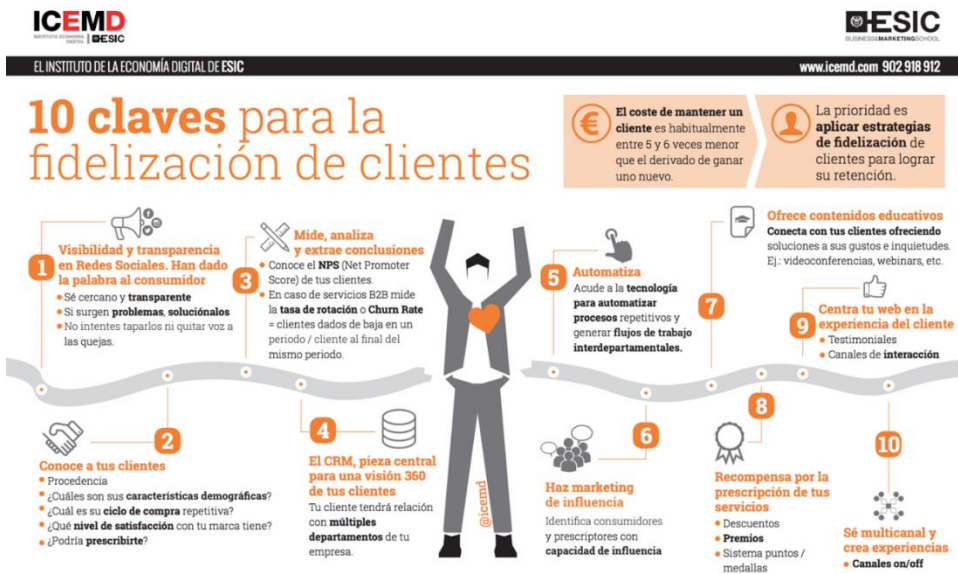 ICEMD
INSTITUTO ECONOMÍA
DIGITAL | ESIC
ESIC
BUSINESS&MARKETINGSCHOOL
EL INSTITUTO DE LA ECONOMÍA DIGITAL DE ESIC
www.icemd.com 902 918 912
10 claves para la
fidelización de clientes
€
El coste de mantener un
cliente es habitualmente
entre 5 y 6 veces menor
que el derivado de ganar
uno nuevo.
La prioridad es
aplicar estrategias
de fidelización de
clientes para lograr
su retención.
1
Visibilidad y transparencia
en Redes Sociales. Han dado
la palabra al consumidor
• Sé cercano y transparente
• Si surgen problemas, soluciónalos
• No intentes taparlos ni quitar voz a
las quejas.
2
Conoce a tus clientes
• Procedencia
• ¿Cuáles son sus características demográficas?
• ¿Cuál es su ciclo de compra repetitiva?
• ¿Qué nivel de satisfacción con tu marca tiene?
• ¿Podría prescribirte?
3
Mide, analiza
y extrae conclusiones
• Conoce el NPS (Net Promoter
Score) de tus clientes.
• En caso de servicios B2B mide
la tasa de rotación o Churn Rate
= clientes dados de baja en un
periodo / cliente al final del
mismo periodo.
4
El CRM, pieza central
para una visión 360
de tus clientes
Tu cliente tendrá relación
con múltiples
departamentos de tu
empresa.
@icemd
5
Automatiza
Acude a la tecnología
para automatizar
procesos repetitivos y
generar flujos de trabajo
interdepartamentales.
6
Haz marketing
de influencia
Identifica consumidores
y prescriptores con
capacidad de influencia
7
Ofrece contenidos educativos
Conecta con tus clientes ofreciendo
soluciones a sus gustos e inquietudes.
Ej.: videoconferencias, webinars, etc.
8
Recompensa por la
prescripción de tus
servicios
• Descuentos
• Premios
• Sistema puntos /
medallas
9
Centra tu web en la
experiencia del cliente
• Testimoniales
• Canales de interacción
10
Sé multicanal y
crea experiencias
• Canales on/off